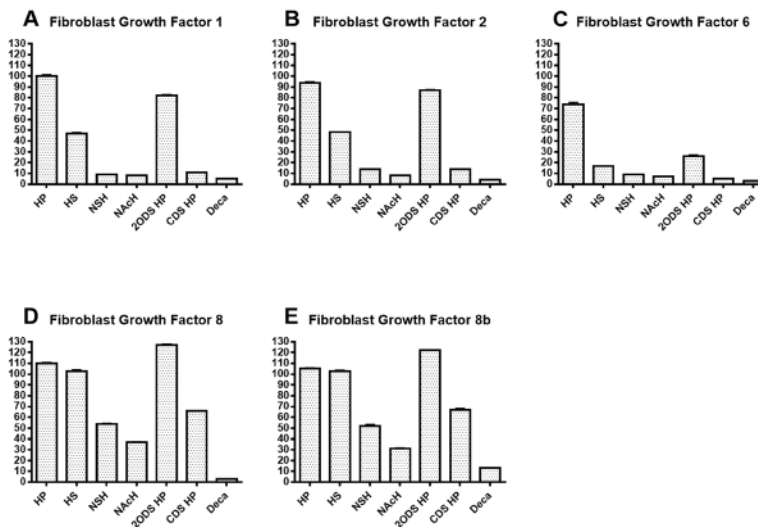 A Fibroblast Growth Factor 1
130
120
110
100
90
80
70
60
50
40
30
20
10
0
HP
HS
NSH
NAcH
2ODS HP
CDS HP
Deca
B Fibroblast Growth Factor 2
130
120
110
100
90
80
70
60
50
40
30
20
10
0
HP
HS
NSH
NAcH
2ODS HP
CDS HP
Deca
C Fibroblast Growth Factor 6
130
120
110
100
90
80
70
60
50
40
30
20
10
0
HP
HS
NSH
NAcH
2ODS HP
CDS HP
Deca
D Fibroblast Growth Factor 8
130
120
110
100
90
80
70
60
50
40
30
20
10
0
HP
HS
NSH
NAcH
2ODS HP
CDS HP
Deca
E Fibroblast Growth Factor 8b
130
120
110
100
90
80
70
60
50
40
30
20
10
0
HP
HS
NSH
NAcH
2ODS HP
CDS HP
Deca